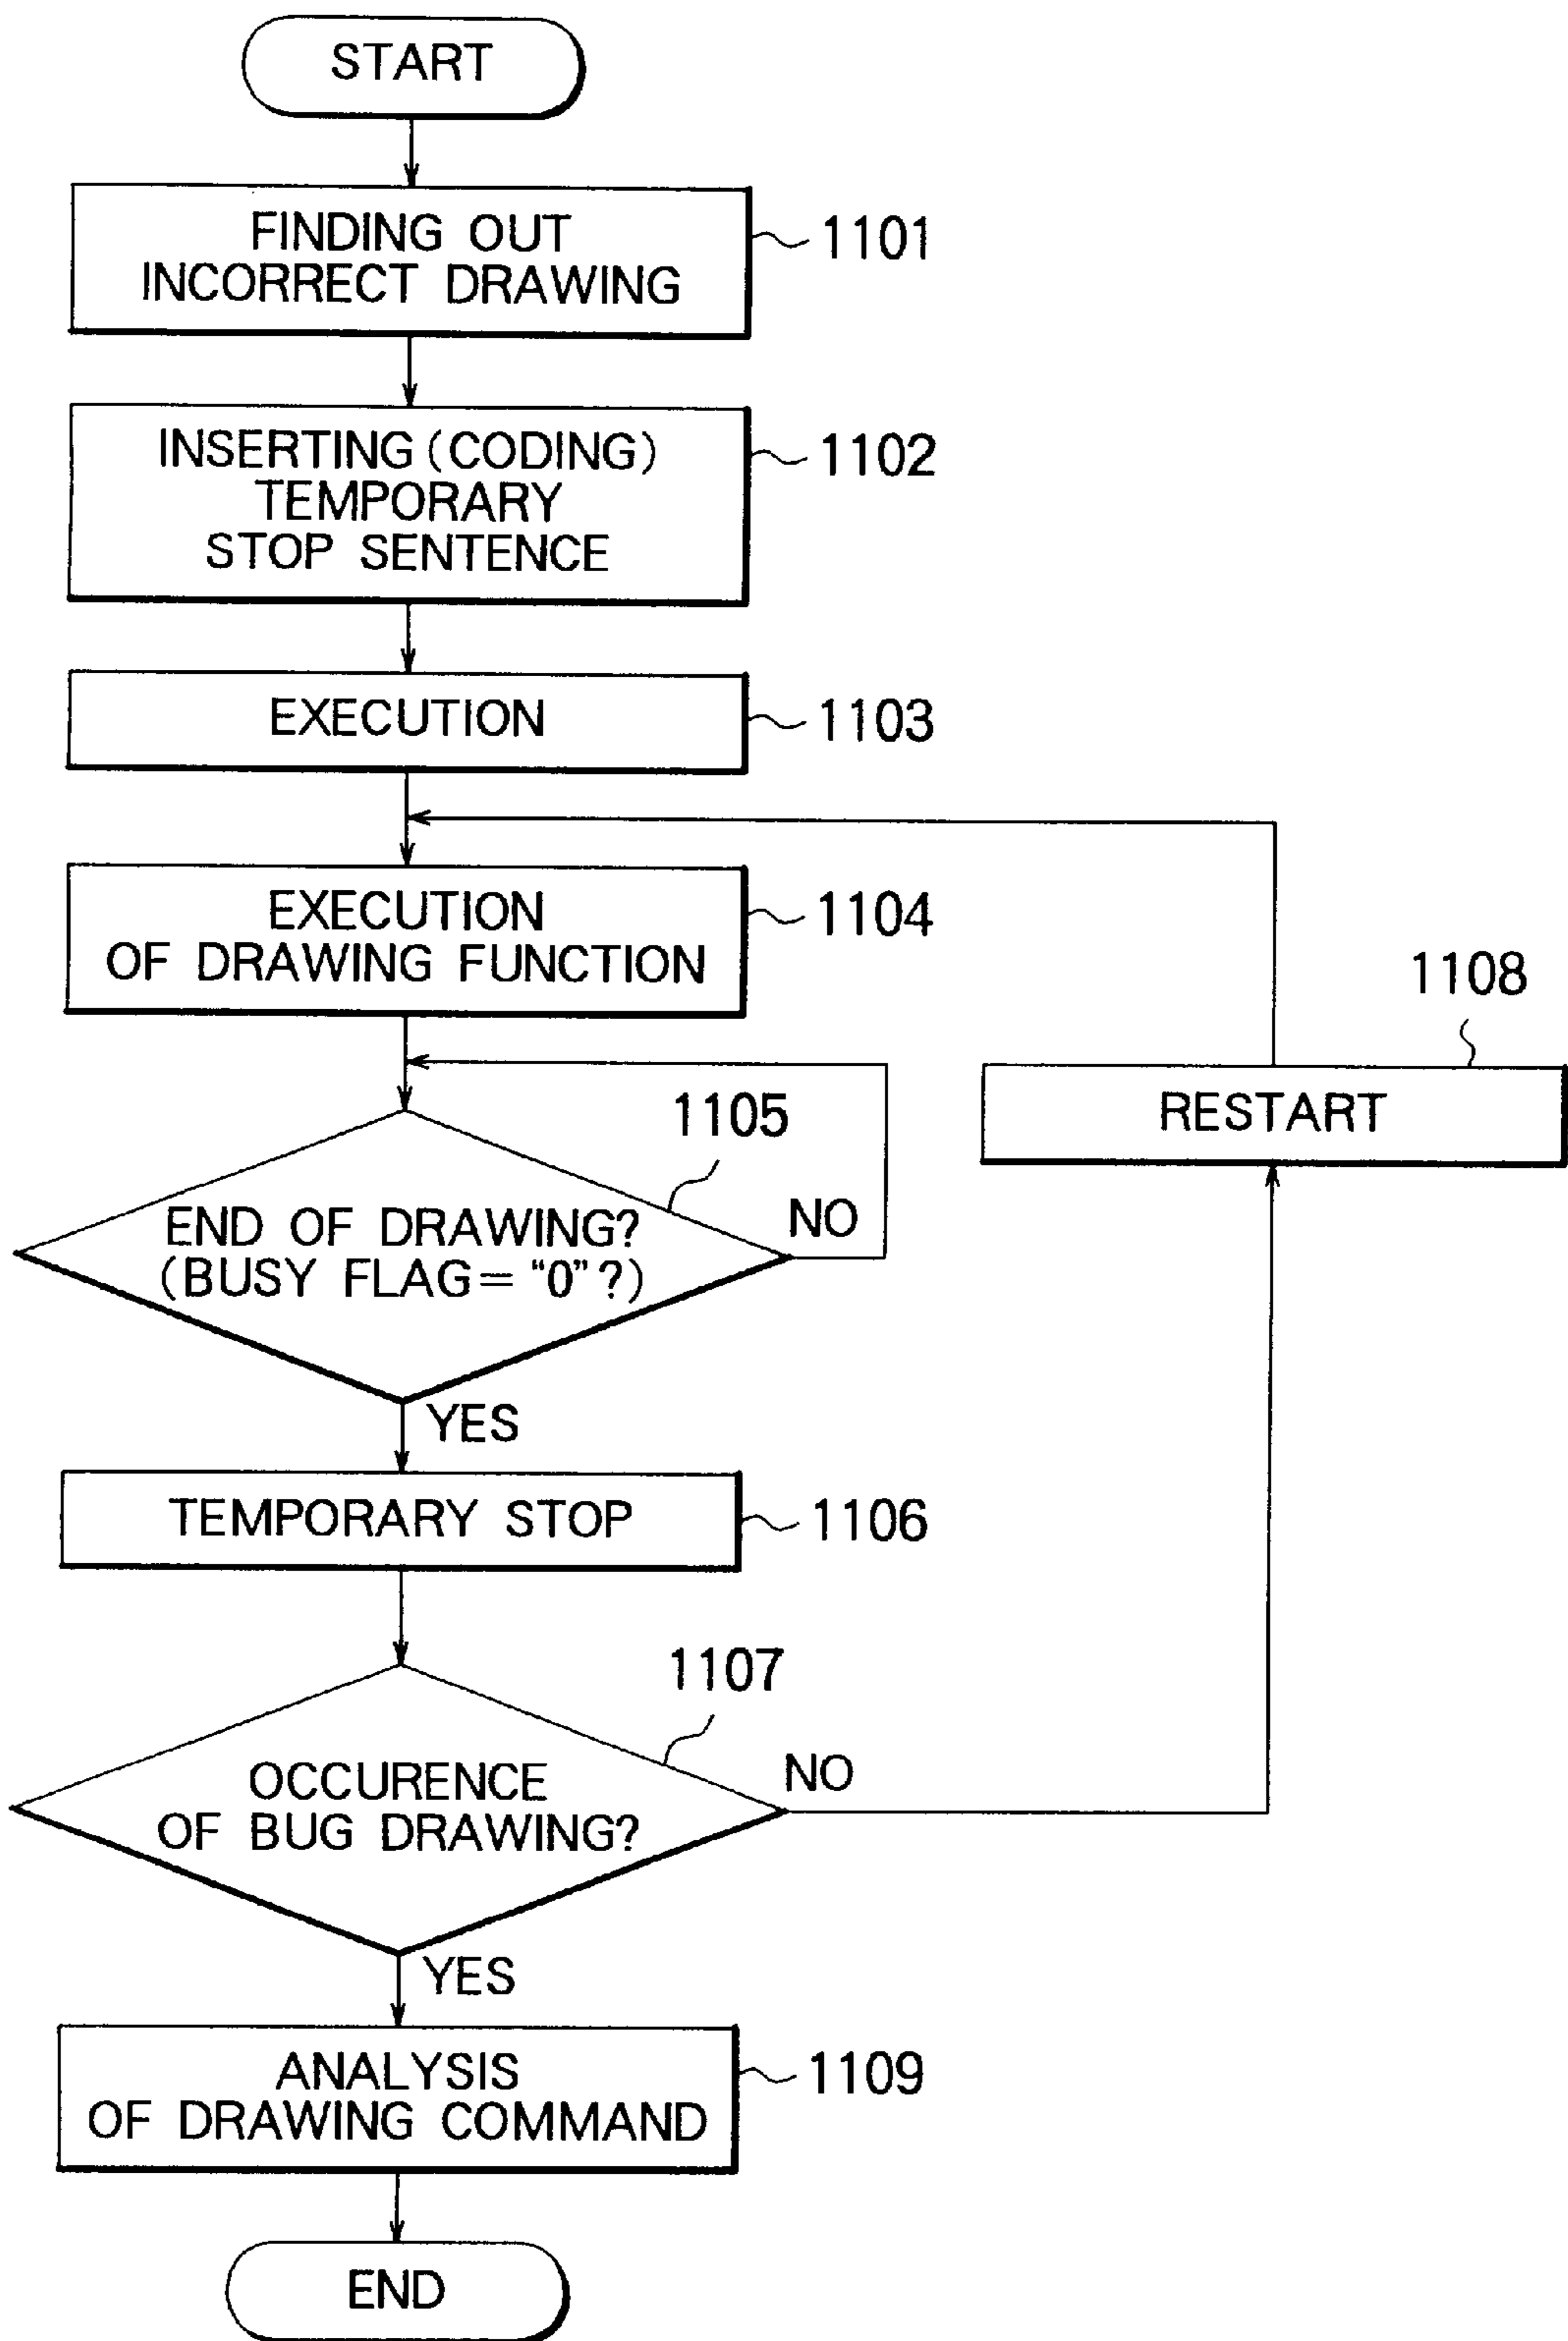 START
FINDING OUT
INCORRECT DRAWING
1101
INSERTING (CODING)
TEMPORARY
STOP SENTENCE
1102
EXECUTION
1103
EXECUTION
OF DRAWING FUNCTION
1104
1108
RESTART
1105
END OF DRAWING?
(BUSY FLAG = “0” ?)
NO
YES
TEMPORARY STOP
1106
1107
OCCURENCE
OF BUG DRAWING?
NO
YES
ANALYSIS
OF DRAWING COMMAND
1109
END